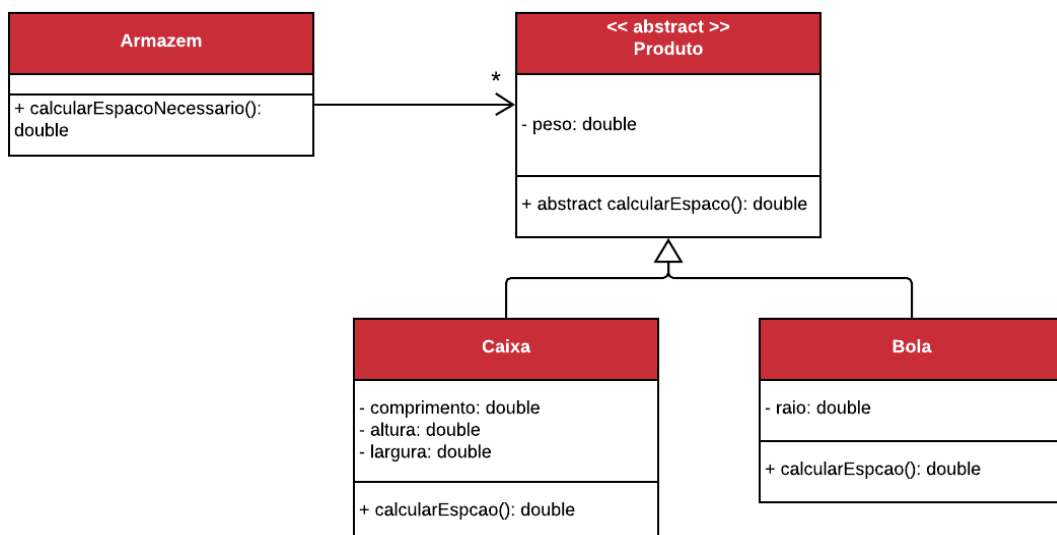 Armazem
+ calcularEspacoNecessario():
double
*
<< abstract >>
Produto
- peso: double
+ abstract calcularEspaco(): double
Caixa
- comprimento: double
- altura: double
- largura: double
+ calcularEspcao(): double
Bola
- raio: double
+ calcularEspcao(): double